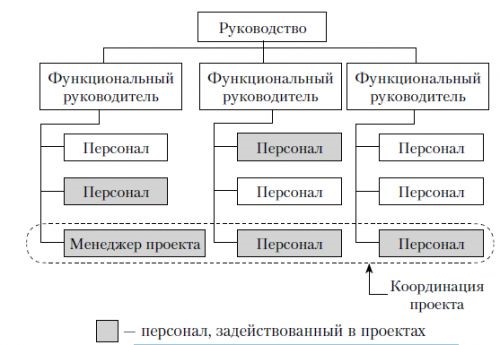 Руководство
Функциональный руководитель
Функциональный руководитель
Функциональный руководитель
Персонал
Персонал
Персонал
Персонал
Персонал
Персонал
Менеджер проекта
Персонал
Персонал
Координация
проекта
— персонал, задействованный в проектах